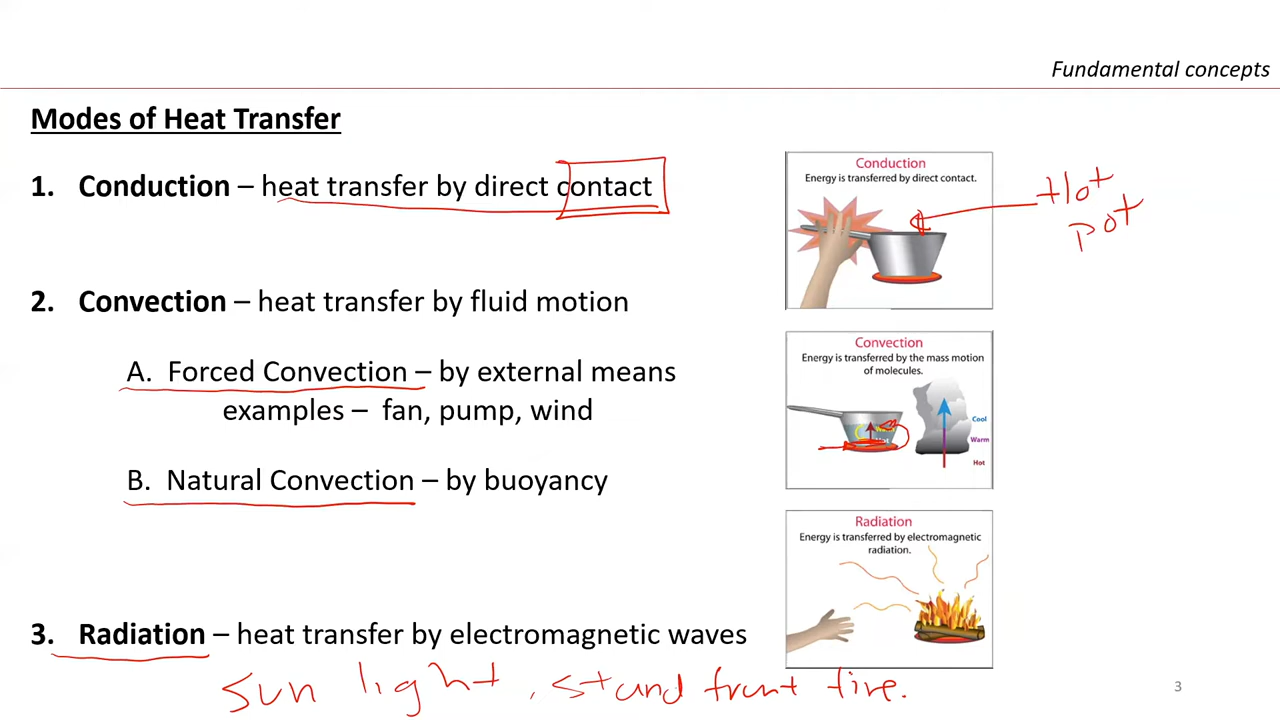 Fundamental concepts
Modes of Heat Transfer
1. Conduction – heat transfer by direct contact
2. Convection – heat transfer by fluid motion
A. Forced Convection – by external means
examples – fan, pump, wind
B. Natural Convection – by buoyancy
3. Radiation – heat transfer by electromagnetic waves
sun light, stand front fire.
Conduction
Energy is transferred by direct contact.
Hot
pot
Convection
Energy is transferred by the mass motion
of molecules.
Cool
Warm
Hot
Radiation
Energy is transferred by electromagnetic
radiation.
3